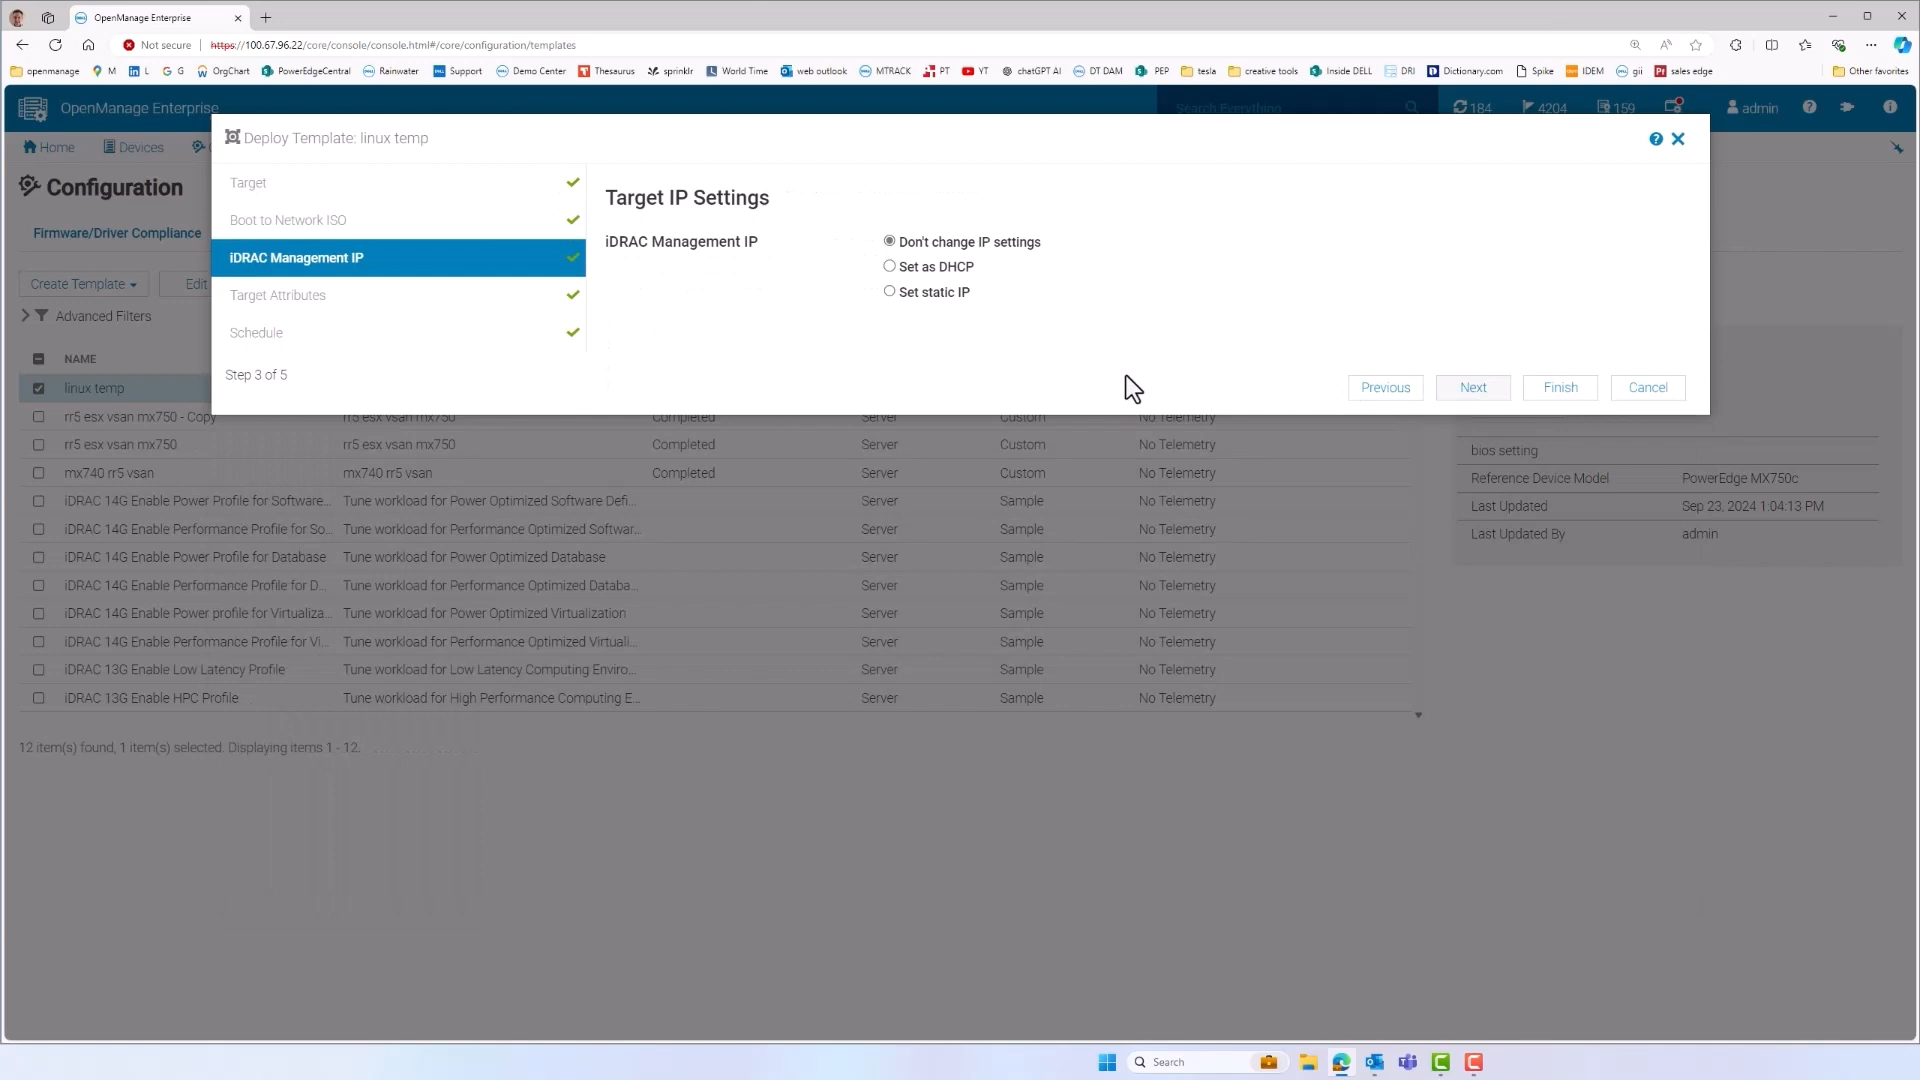 OpenManage Enterprise
Not secure
https://100.67.96.22/core/console/console.html#/core/configuration/templates
openmanage
M
L
G
OrgChart
PowerEdgeCentral
Rainwater
Support
Demo Center
Thesaurus
sprinklr
World Time
web outlook
MTRACK
PT
YT
chatGPT AI
DT DAM
PEP
tesla
creative tools
Inside DELL
DRI
Dictionary.com
Spike
IDEM
gii
sales edge
Other favorites
OpenManage Enterprise
Search Everything
184
4204
159
admin
Home
Devices
Configuration
Firmware/Driver Compliance
Create Template
Edit
Advanced Filters
Deploy Template: linux temp
Target
Boot to Network ISO
iDRAC Management IP
Target Attributes
Schedule
Step 3 of 5
Target IP Settings
iDRAC Management IP
Don't change IP settings
Set as DHCP
Set static IP
Previous
Next
Finish
Cancel
NAME
linux temp
rr5 esx vsan mx750 - Copy rr5 esx vsan mx750 Completed Server Custom No Telemetry
rr5 esx vsan mx750 rr5 esx vsan mx750 Completed Server Custom No Telemetry
mx740 rr5 vsan mx740 rr5 vsan Completed Server Custom No Telemetry
iDRAC 14G Enable Power Profile for Software... Tune workload for Power Optimized Software Defi... Server Sample No Telemetry
iDRAC 14G Enable Performance Profile for So... Tune workload for Performance Optimized Softwar... Server Sample No Telemetry
iDRAC 14G Enable Power Profile for Database Tune workload for Power Optimized Database Server Sample No Telemetry
iDRAC 14G Enable Performance Profile for D... Tune workload for Performance Optimized Databa... Server Sample No Telemetry
iDRAC 14G Enable Power profile for Virtualiza... Tune workload for Power Optimized Virtualization Server Sample No Telemetry
iDRAC 14G Enable Performance Profile for Vi... Tune workload for Performance Optimized Virtuali... Server Sample No Telemetry
iDRAC 13G Enable Low Latency Profile Tune workload for Low Latency Computing Enviro... Server Sample No Telemetry
iDRAC 13G Enable HPC Profile Tune workload for High Performance Computing E... Server Sample No Telemetry
12 item(s) found, 1 item(s) selected. Displaying items 1 - 12.
bios setting
Reference Device Model PowerEdge MX750c
Last Updated Sep 23, 2024 1:04:13 PM
Last Updated By admin
Search